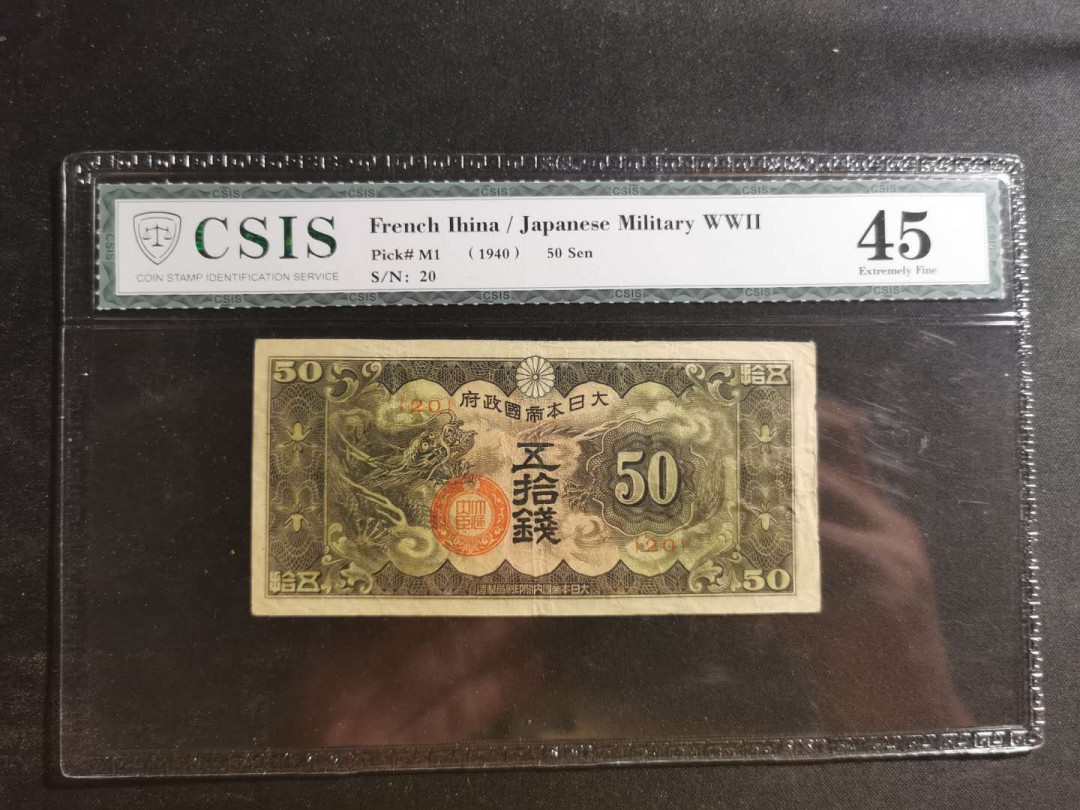 CSIS
COIN STAMP IDENTIFICATION SERVICE
French Ihina / Japanese Military WWII
Pick# M1 (1940) 50 Sen
S/N: 20
45
Extremely Fine
50
拾五
府政國帝本日大
{20}
五拾錢
50
{20}
拾五
50